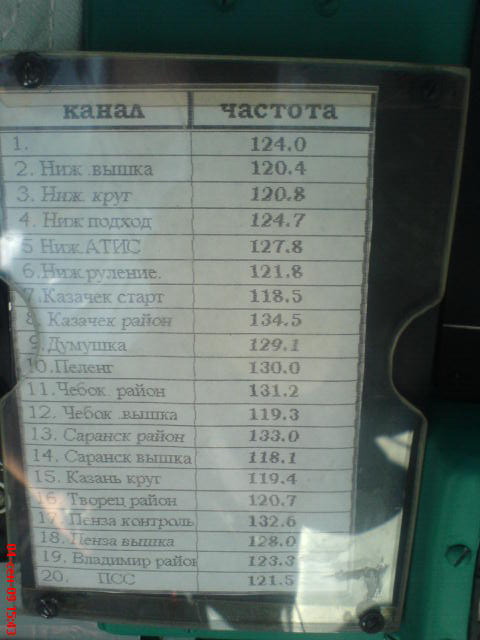 канал частота
1. 124.0
2. Ниж .вышка 120.4
3. Ниж. круг 120.8
4. Ниж подход 124.7
5 Ниж.АТИС 127.8
6.Ниж.руление. 121.8
7.Казачек старт 118.5
8. Казачек район 134.5
9.Думушка 129.1
10.Пеленг 130.0
11.Чебок. район 131.2
12. Чебок .вышка 119.3
13. Саранск район 133.0
14. Саранск вышка 118.1
15. Казань круг 119.4
16. Творец район 120.7
17. Пенза контроль 132.6
18. Пенза вышка 128.0
19. Владимир район 123.3
20. ПСС 121.5
04-сен-09 15:43